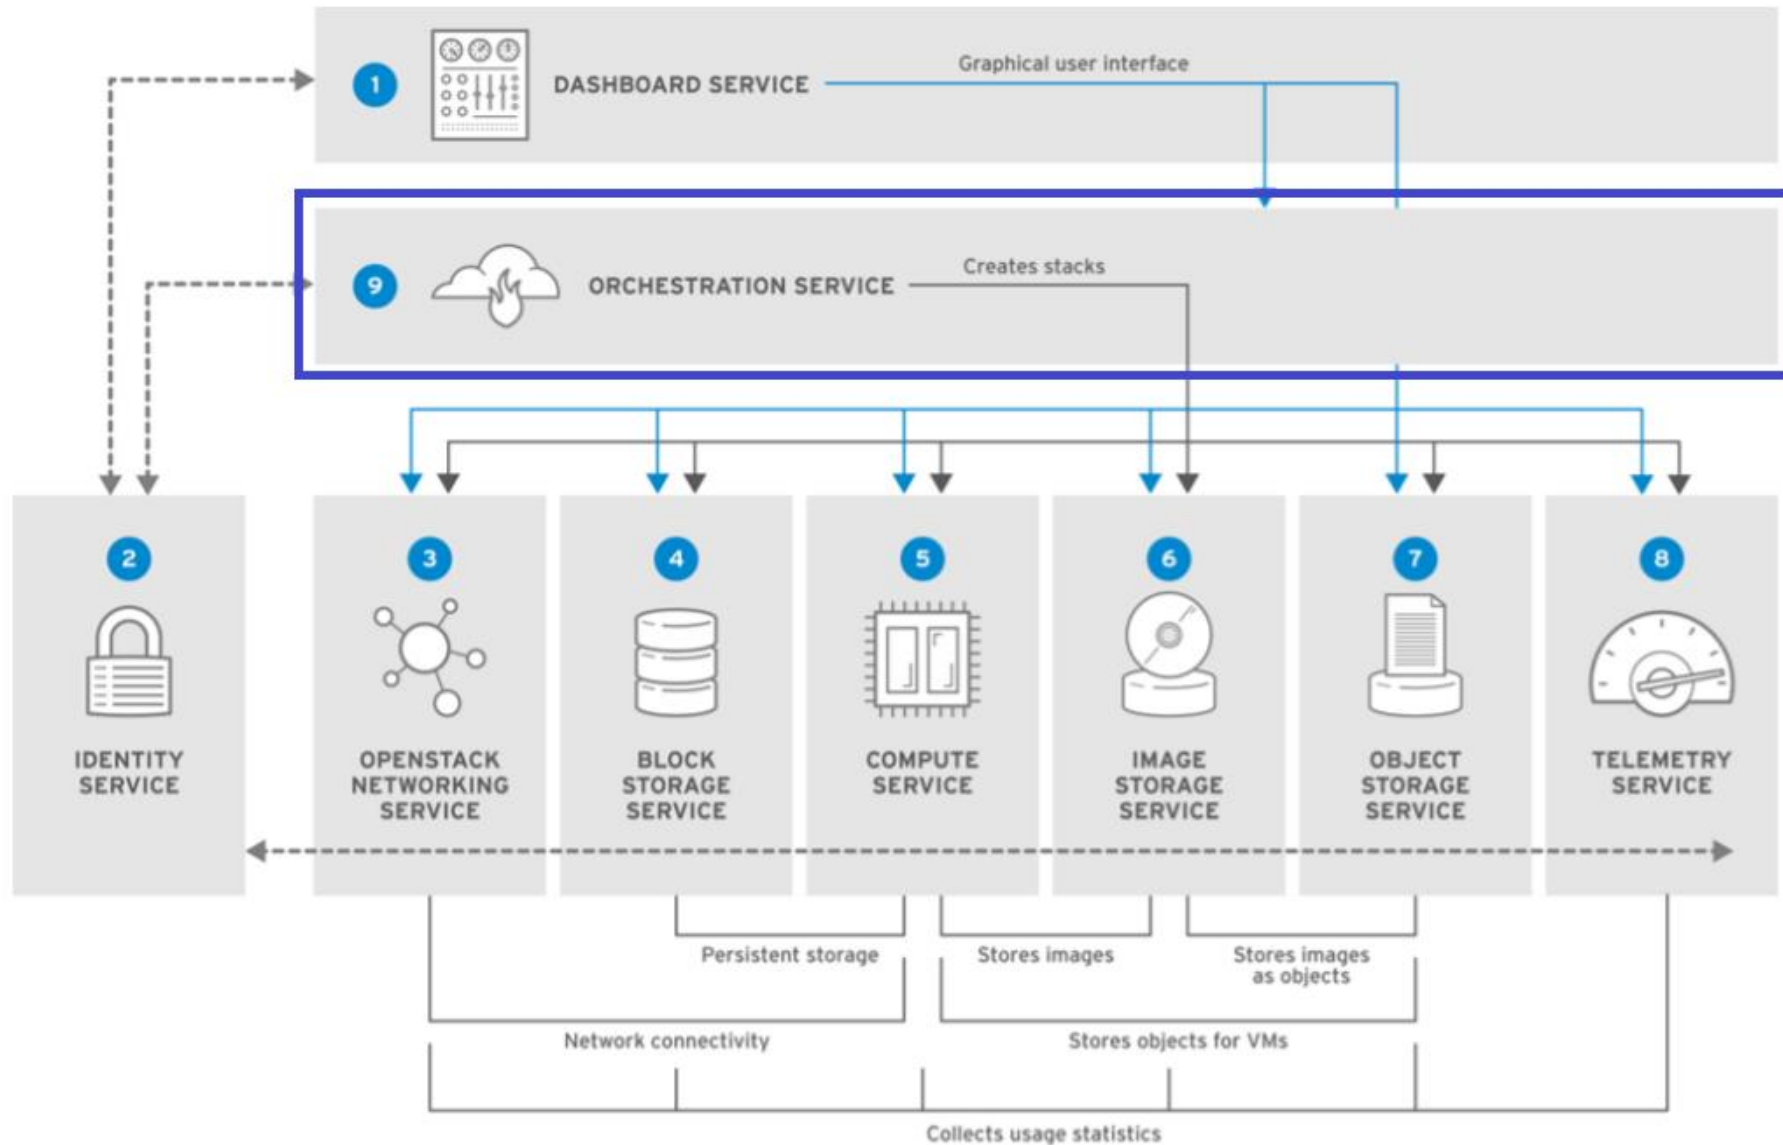 1
DASHBOARD SERVICE
Graphical user interface
9
ORCHESTRATION SERVICE
Creates stacks
2
IDENTITY
SERVICE
3
OPENSTACK
NETWORKING
SERVICE
4
BLOCK
STORAGE
SERVICE
5
COMPUTE
SERVICE
6
IMAGE
STORAGE
SERVICE
7
OBJECT
STORAGE
SERVICE
8
TELEMETRY
SERVICE
Persistent storage
Stores images
Stores images
as objects
Network connectivity
Stores objects for VMs
Collects usage statistics